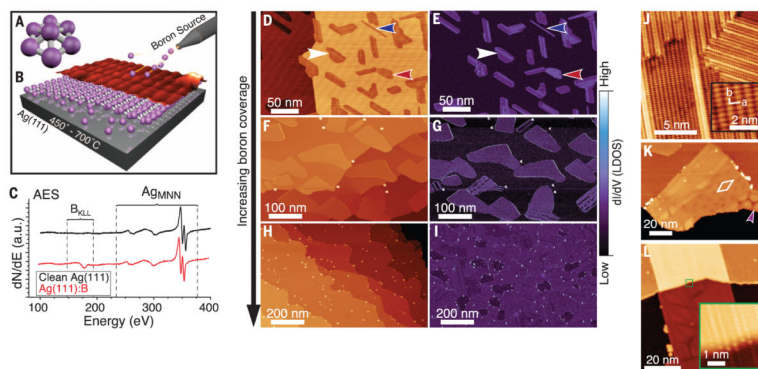 A
Boron Source
B
Ag(111)
450° - 700°C
C
AES
AgMNN
BKLL
dN/dE (a.u.)
Clean Ag(111)
Ag(111):B
100
200
300
400
Energy (eV)
Increasing boron coverage
D
50 nm
E
50 nm
F
100 nm
G
100 nm
H
200 nm
I
200 nm
High
dI/dV (LDOS)
Low
J
b
a
5 nm
2 nm
K
20 nm
L
20 nm
1 nm